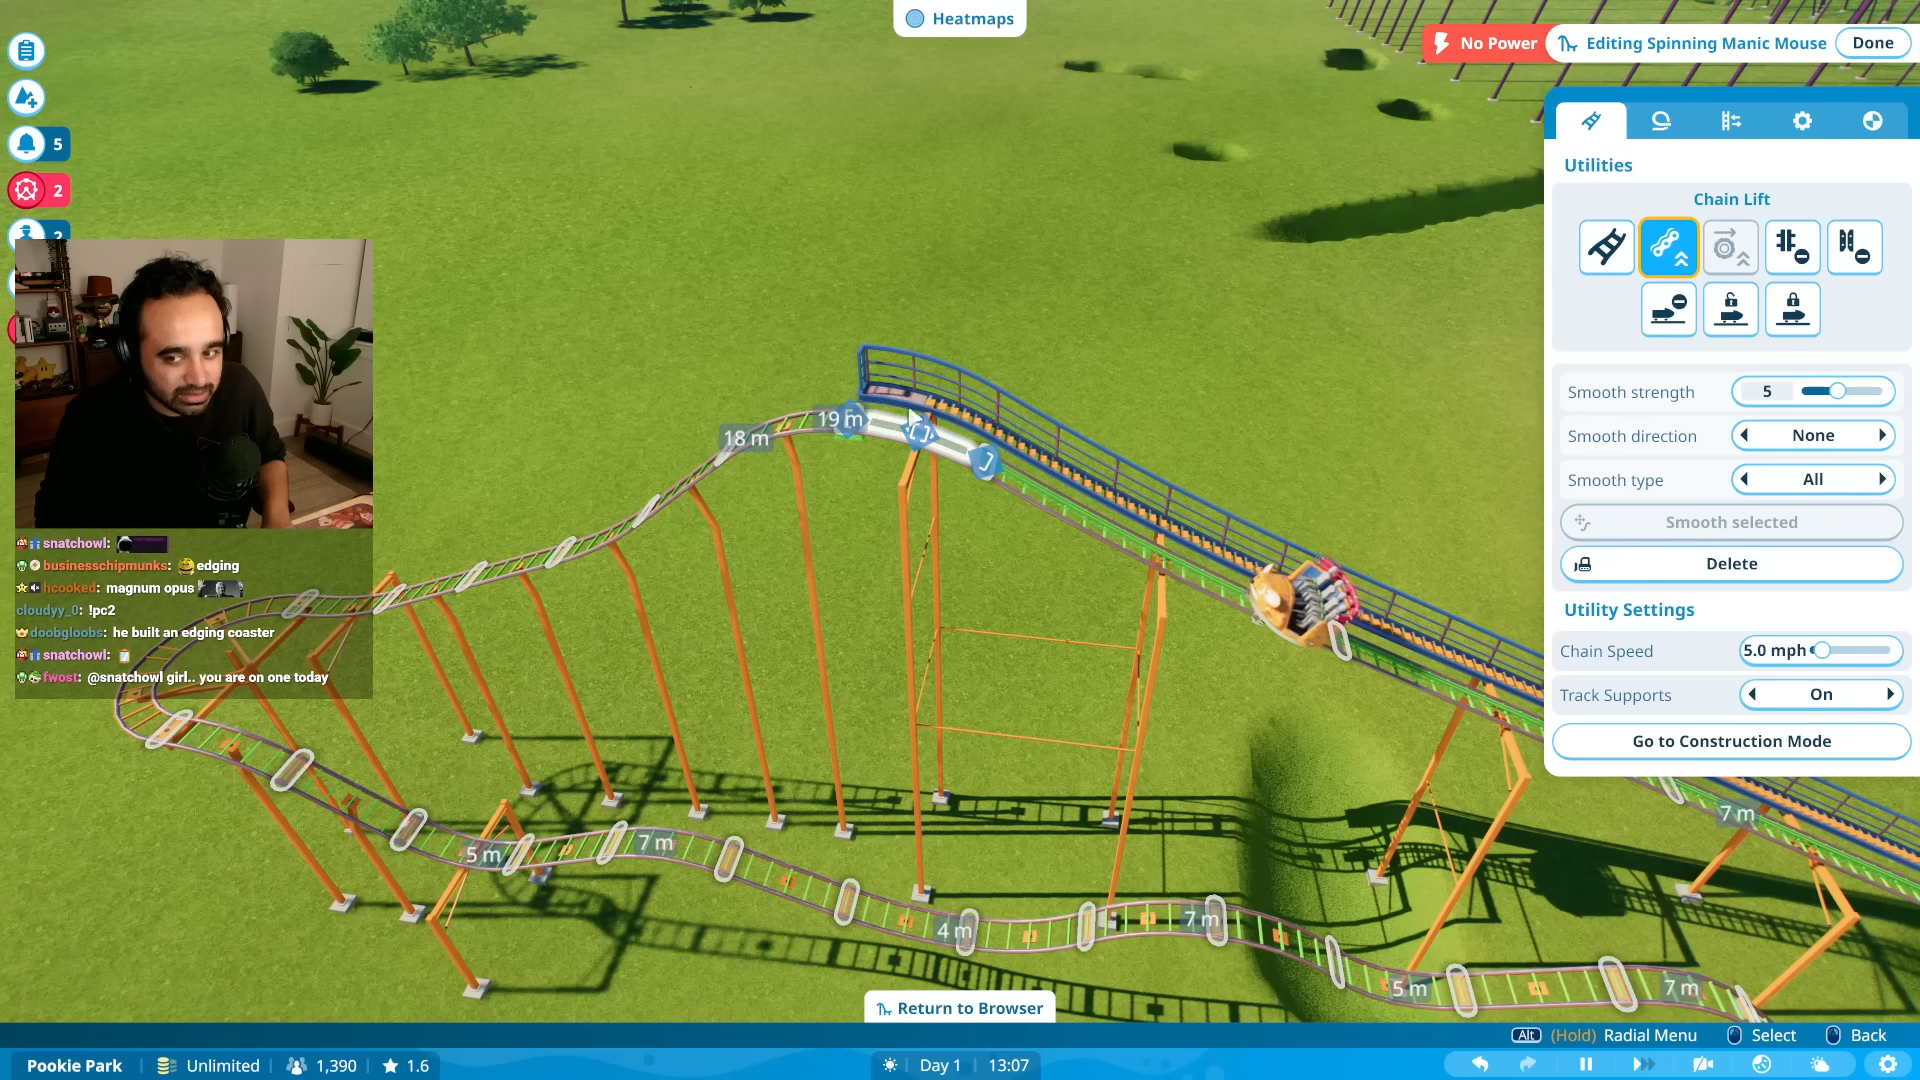 Heatmaps
No Power
Editing Spinning Manic Mouse
Done
5
2
2
Utilities
Chain Lift
Smooth strength
5
Smooth direction
None
Smooth type
All
Smooth selected
Delete
Utility Settings
Chain Speed
5.0 mph
Track Supports
On
Go to Construction Mode
19 m
18 m
7 m
5 m
7 m
4 m
7 m
5 m
7 m
snatchowl:
businesschipmunks: edging
hcooked: magnum opus
cloudyy_0: !pc2
doobgloobs: he built an edging coaster
snatchowl:
fwost: @snatchowl girl.. you are on one today
Return to Browser
Alt (Hold) Radial Menu
Select
Back
Pookie Park
Unlimited
1,390
1.6
Day 1
13:07